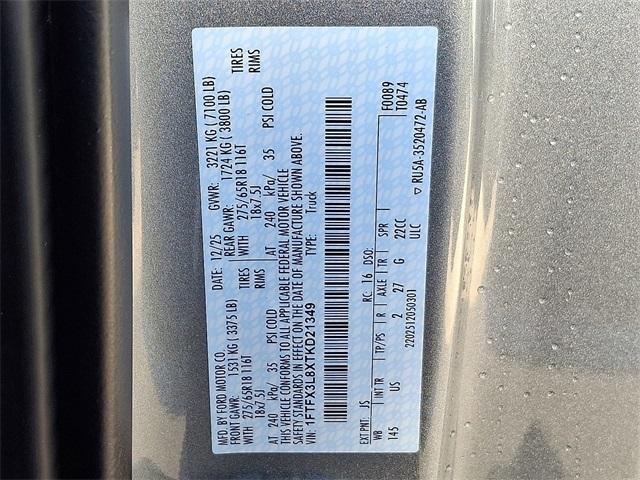 MFD. BY FORD MOTOR CO. DATE: 12/25 GVWR: 3221 KG ( 7100 LB)
FRONT GAWR: 1531 KG ( 3375 LB) REAR GAWR: 1724 KG ( 3800 LB)
WITH 275/65R18 116T TIRES WITH 275/65R18 116T TIRES
18x7.5J RIMS 18x7.5J RIMS
AT 240 kPa/ 35 PSI COLD AT 240 kPa/ 35 PSI COLD
THIS VEHICLE CONFORMS TO ALL APPLICABLE FEDERAL MOTOR VEHICLE
SAFETY STANDARDS IN EFFECT ON THE DATE OF MANUFACTURE SHOWN ABOVE.
VIN: 1FTFX3L8XTKD21349 TYPE: Truck
F0089
T0474
EXT PNT: JS RC: 16 DSO:
WB INT TR TP/PS R AXLE TR SPR
145 US 2 27 G 22CC
ULC
2202512050301
▽ RU5A-3520472-AB